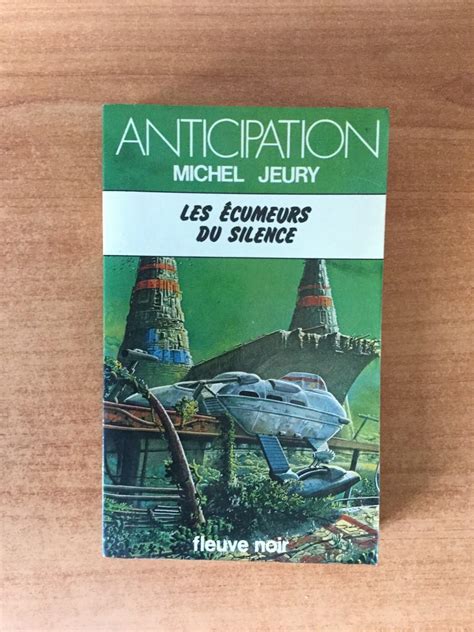 ANTICIPATION
MICHEL JEURY
LES ÉCUMEURS
DU SILENCE
fleuve noir